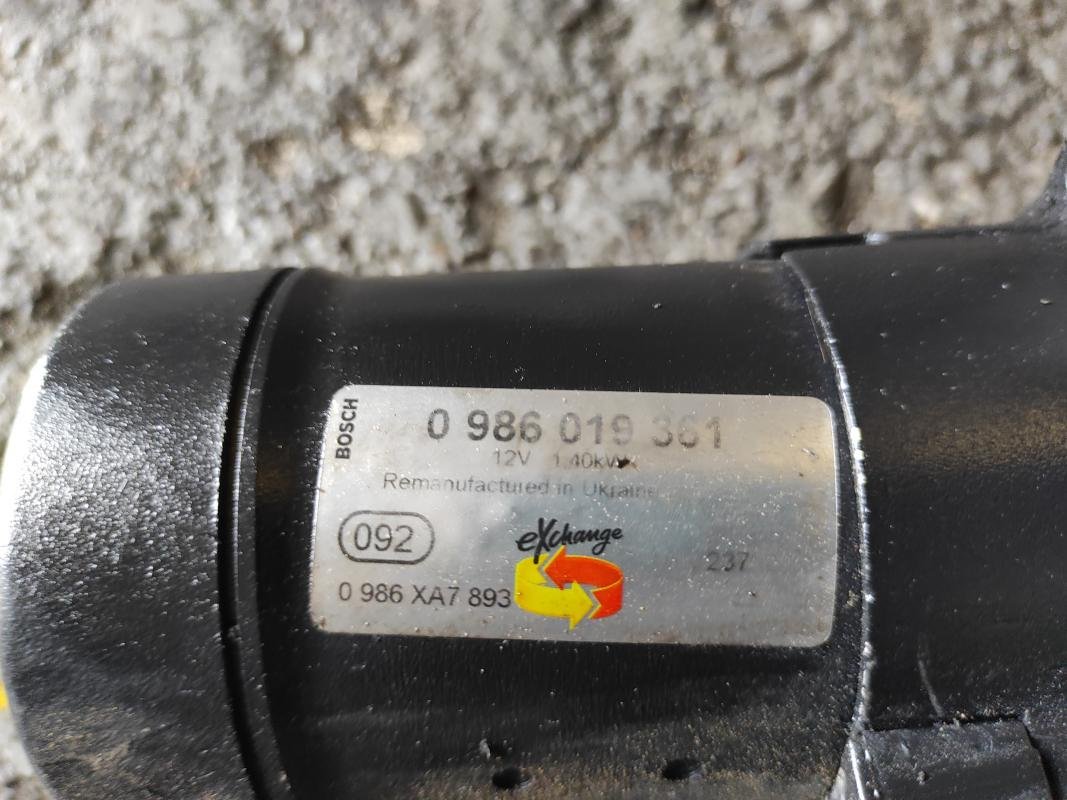 BOSCH
0 986 019 361
12V 1,40kW
Remanufactured in Ukraine
092
eXchange
237
0 986 XA7 893